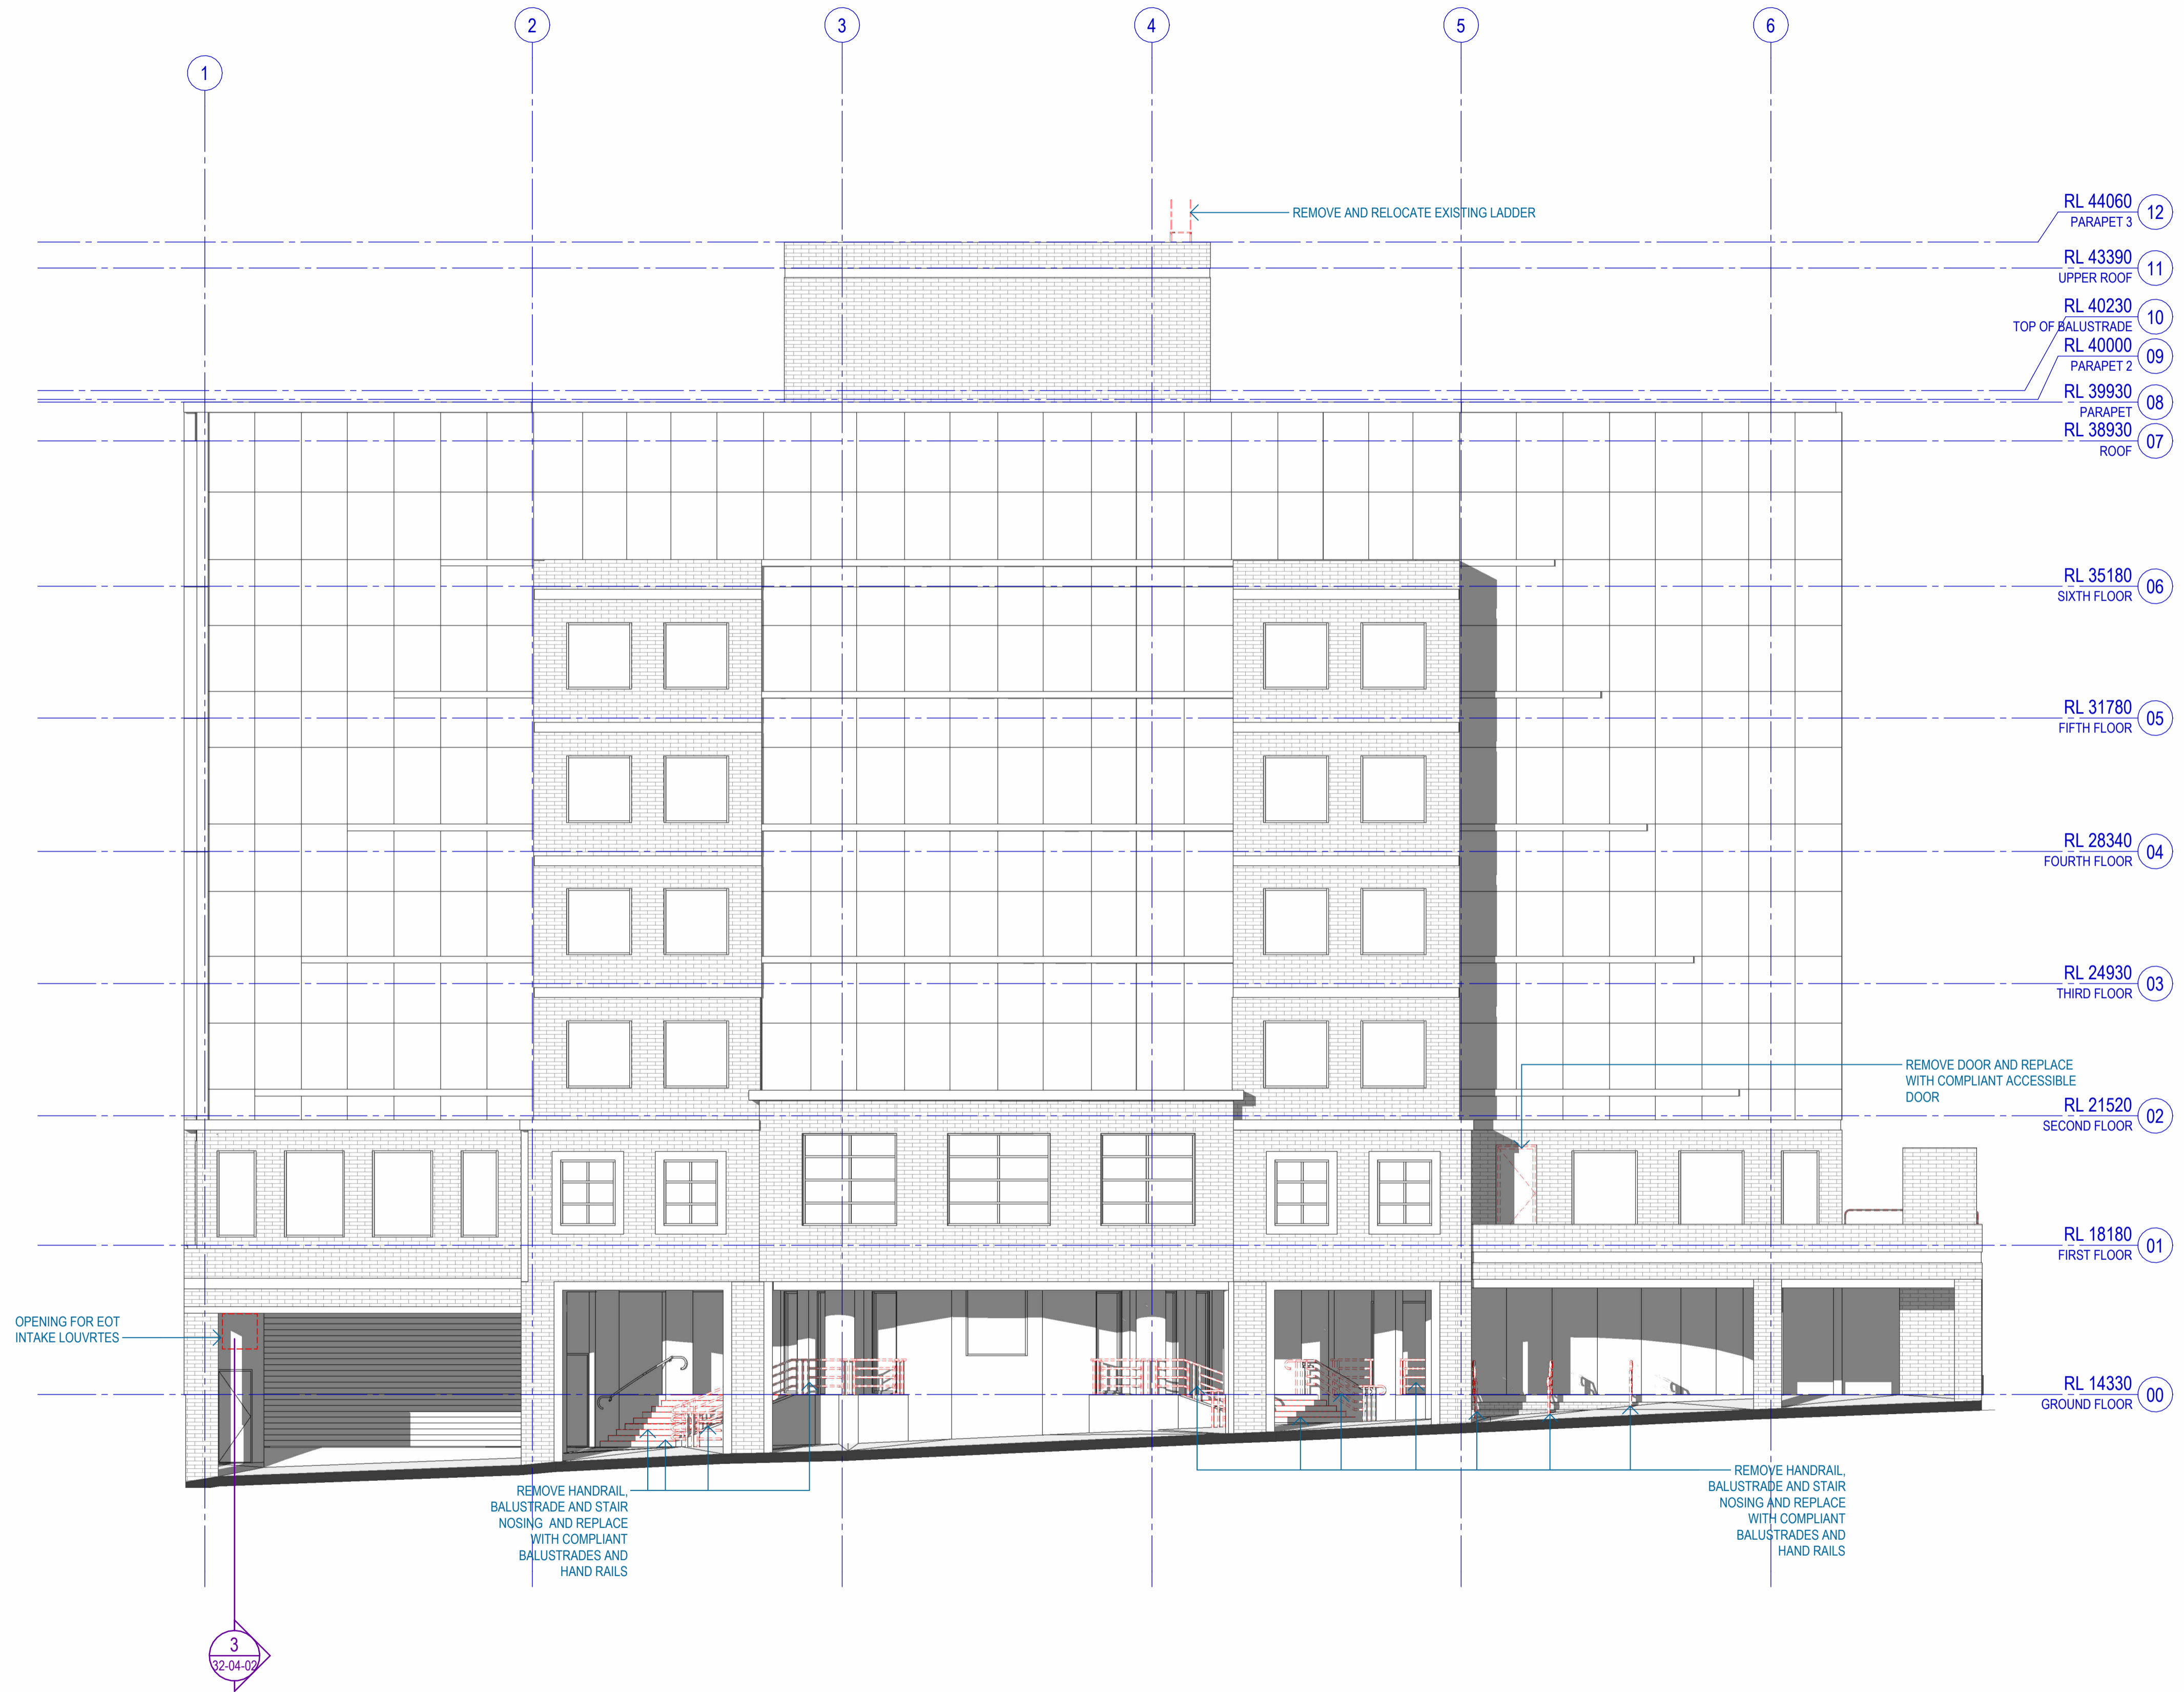 2
3
4
5
6
1
REMOVE AND RELOCATE EXISTING LADDER
RL 44060
PARAPET 3
12
RL 43390
UPPER ROOF
11
RL 40230
TOP OF BALUSTRADE
10
RL 40000
PARAPET 2
09
RL 39930
PARAPET
08
RL 38930
ROOF
07
RL 35180
SIXTH FLOOR
06
RL 31780
FIFTH FLOOR
05
RL 28340
FOURTH FLOOR
04
RL 24930
THIRD FLOOR
03
REMOVE DOOR AND REPLACE
WITH COMPLIANT ACCESSIBLE
DOOR
RL 21520
SECOND FLOOR
02
RL 18180
FIRST FLOOR
01
OPENING FOR EOT
INTAKE LOUVRTES
RL 14330
GROUND FLOOR
00
REMOVE HANDRAIL,
BALUSTRADE AND STAIR
NOSING AND REPLACE
WITH COMPLIANT
BALUSTRADES AND
HAND RAILS
REMOVE HANDRAIL,
BALUSTRADE AND STAIR
NOSING AND REPLACE
WITH COMPLIANT
BALUSTRADES AND
HAND RAILS
3
32-04-02